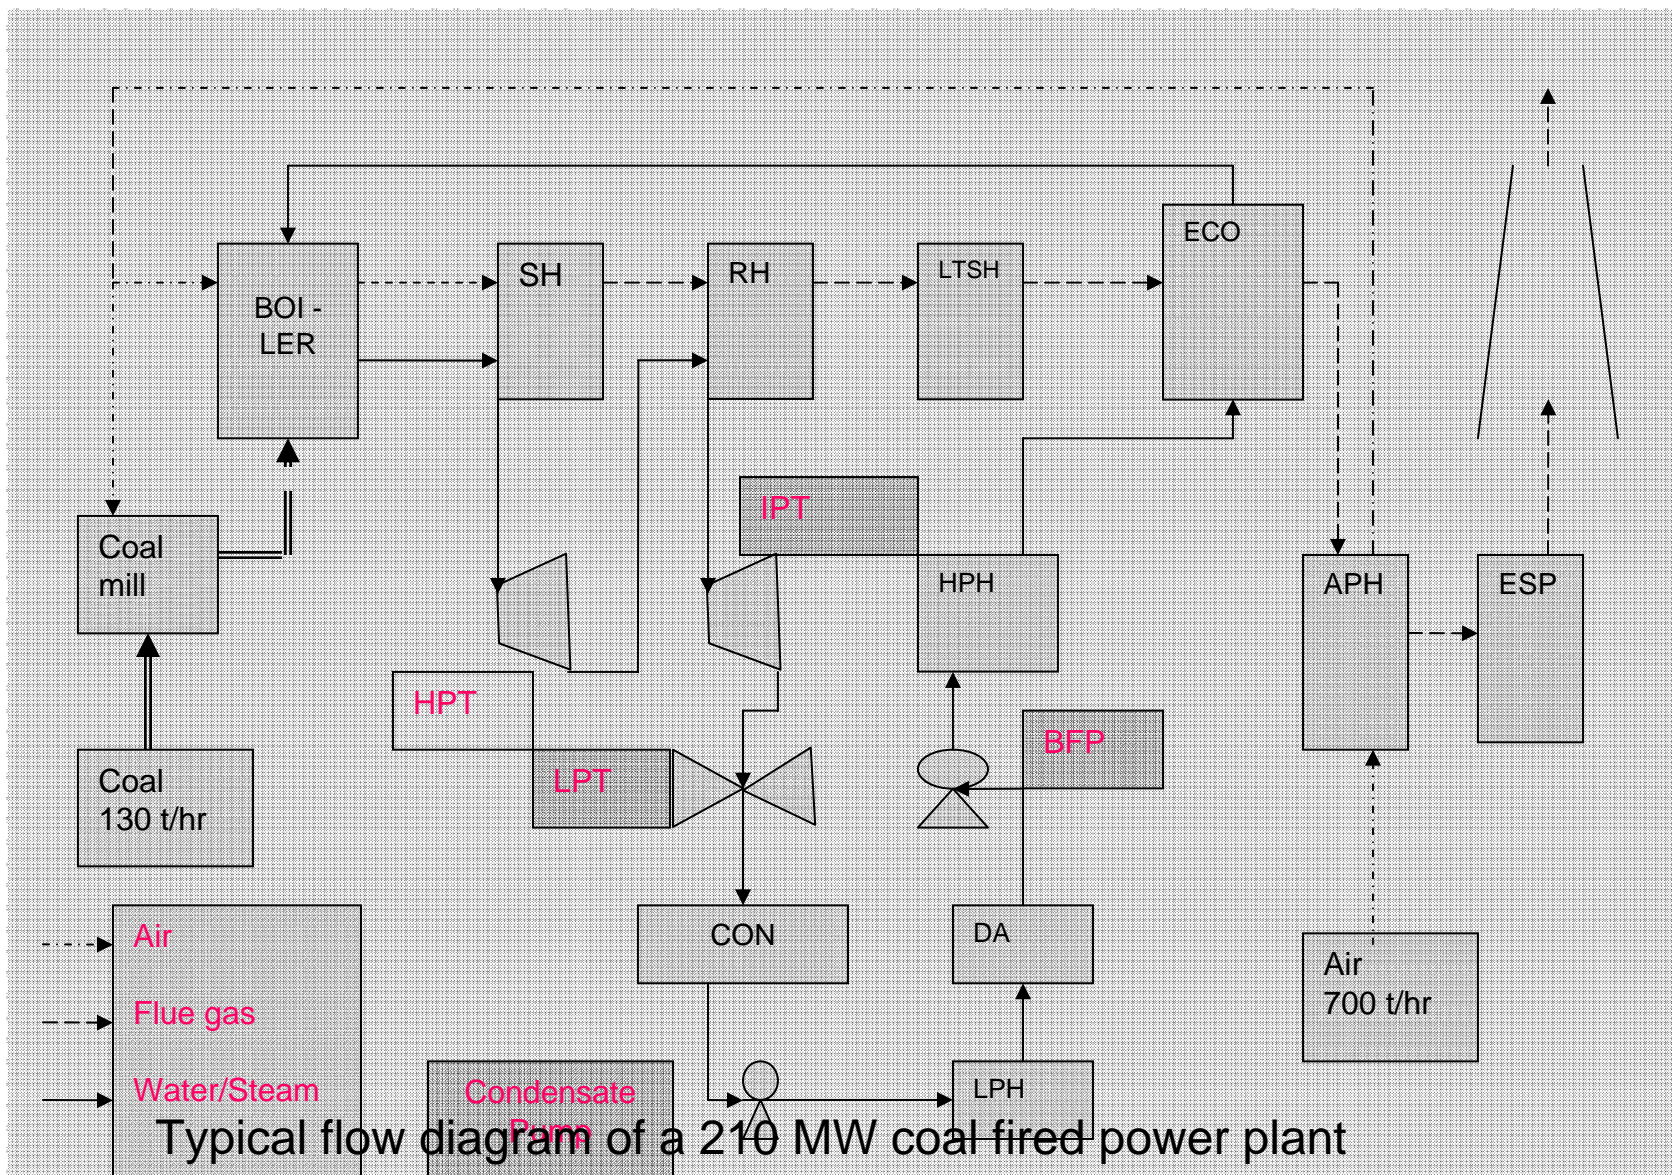 ECO
SH
RH
LTSH
BOI -
LER
IPT
Coal
mill
HPH
APH
ESP
HPT
BFP
LPT
Coal
130 t/hr
Air
CON
DA
Air
700 t/hr
Flue gas
Water/Steam
Condensate
Pump
LPH
Typical flow diagram of a 210 MW coal fired power plant